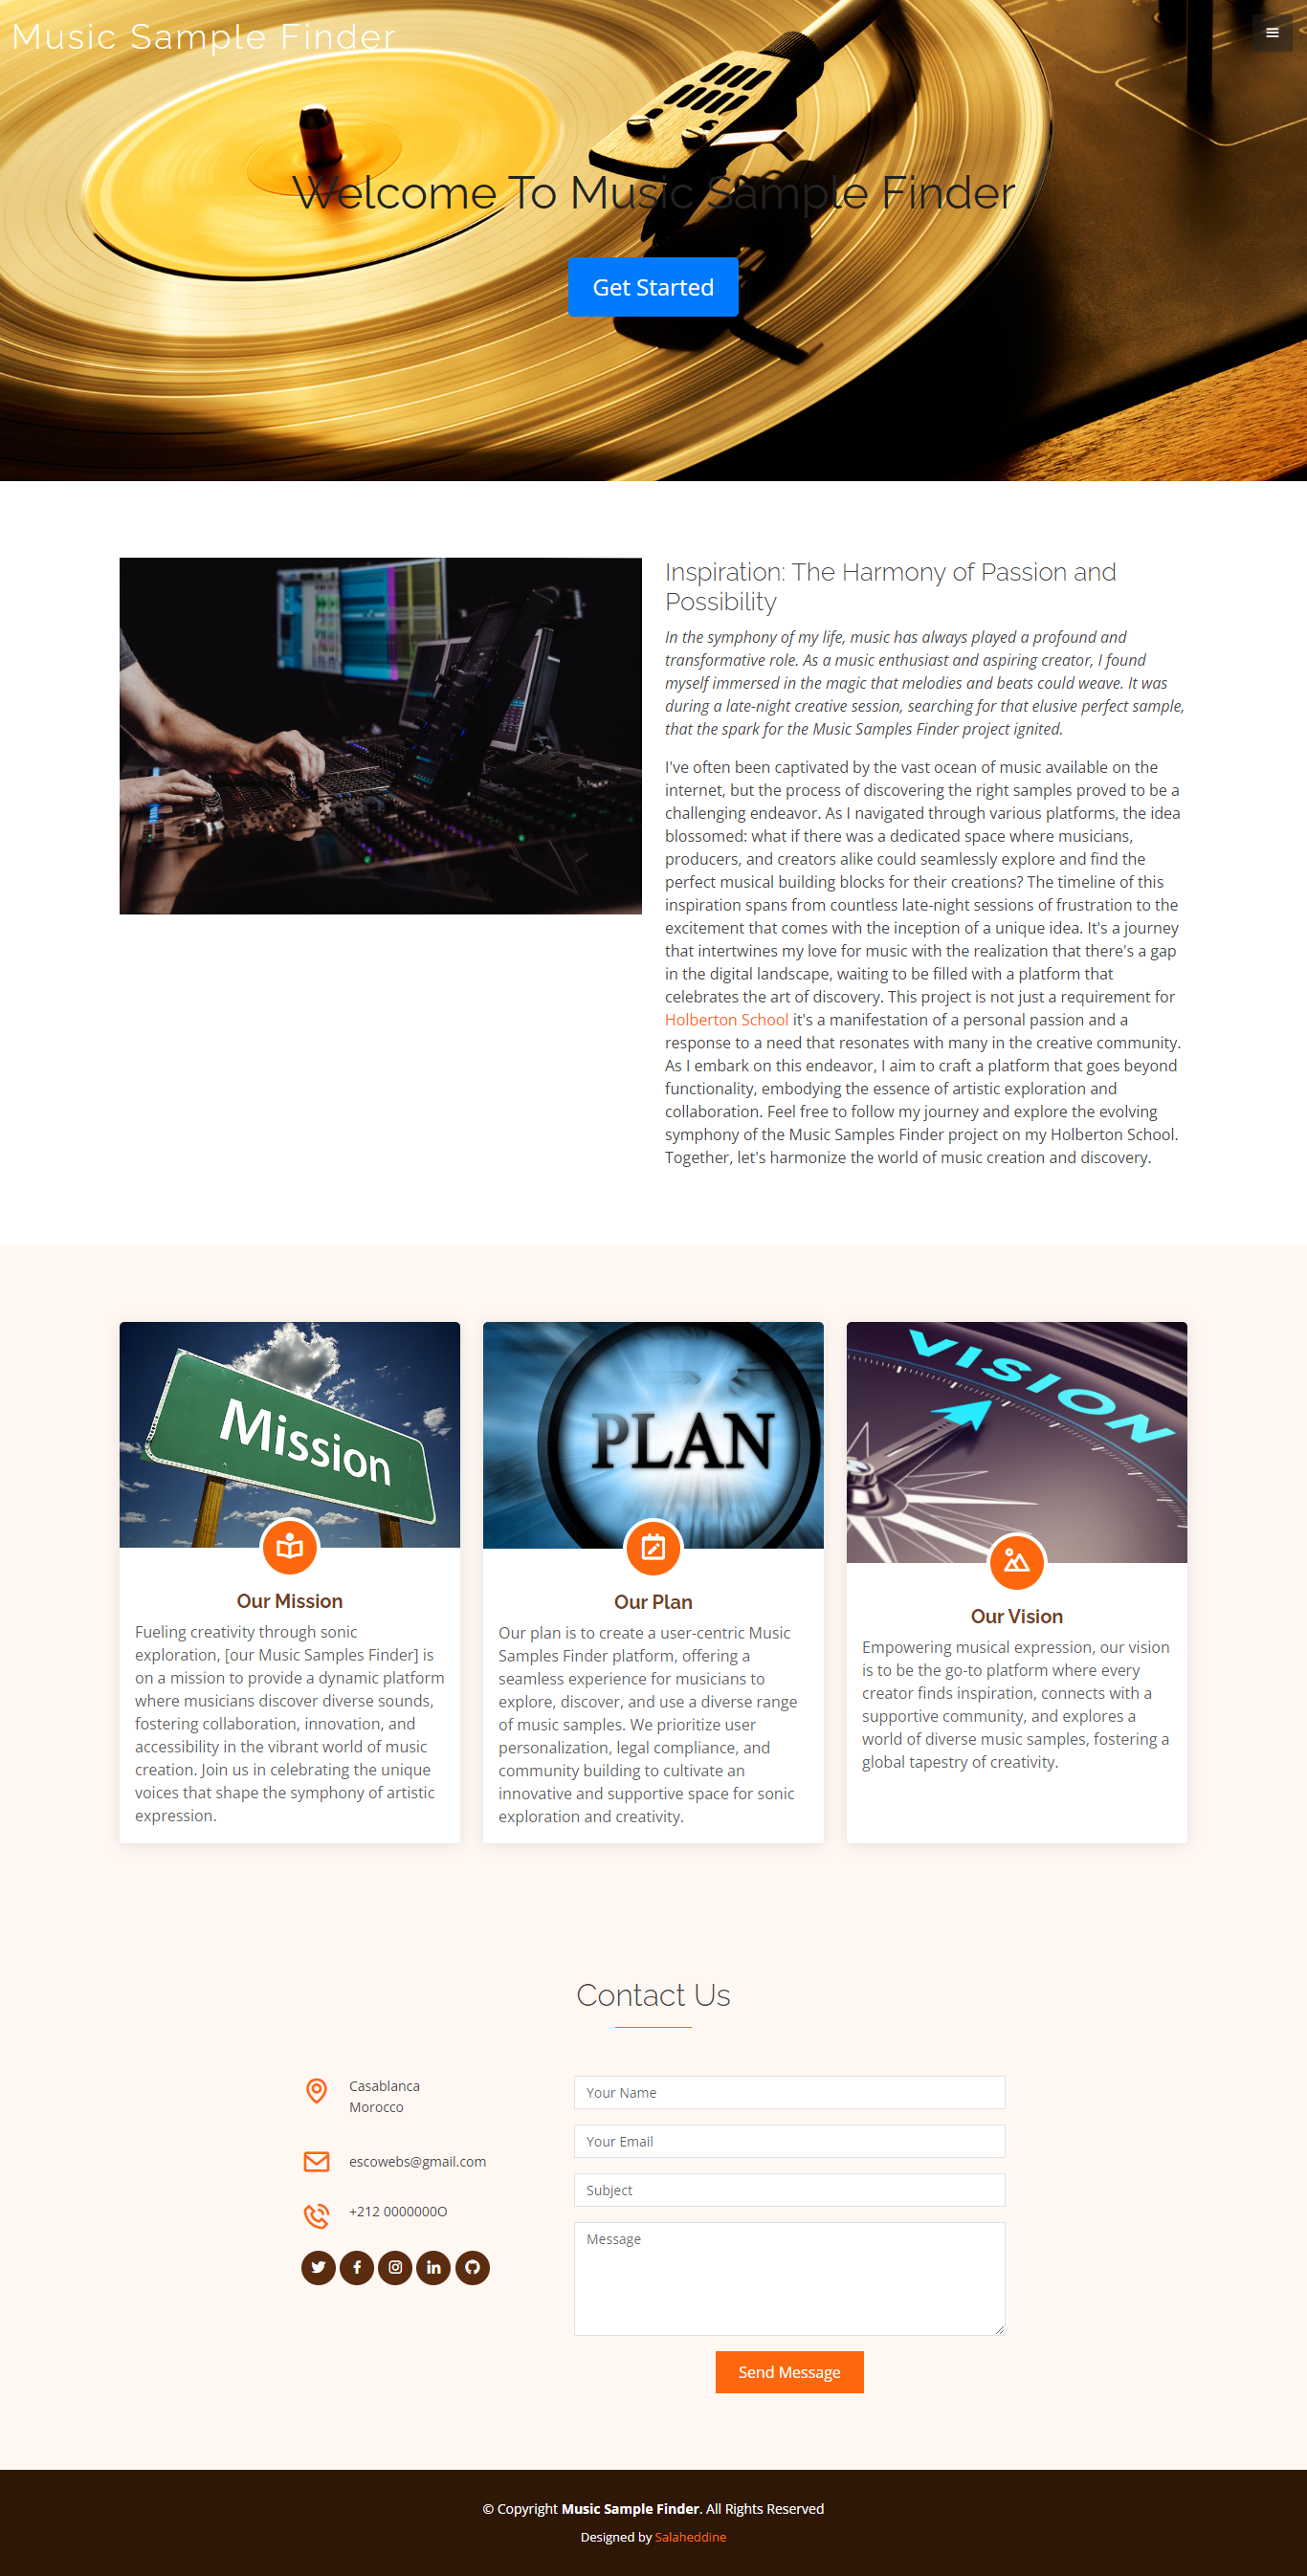 Music Sample Finder
Welcome To Music Sample Finder
Get Started
Inspiration: The Harmony of Passion and
Possibility
In the symphony of my life, music has always played a profound and
transformative role. As a music enthusiast and aspiring creator, I found
myself immersed in the magic that melodies and beats could weave. It was
during a late-night creative session, searching for that elusive perfect sample,
that the spark for the Music Samples Finder project ignited.
I've often been captivated by the vast ocean of music available on the
internet, but the process of discovering the right samples proved to be a
challenging endeavor. As I navigated through various platforms, the idea
blossomed: what if there was a dedicated space where musicians,
producers, and creators alike could seamlessly explore and find the
perfect musical building blocks for their creations? The timeline of this
inspiration spans from countless late-night sessions of frustration to the
excitement that comes with the inception of a unique idea. It's a journey
that intertwines my love for music with the realization that there's a gap
in the digital landscape, waiting to be filled with a platform that
celebrates the art of discovery. This project is not just a requirement for
Holberton School it's a manifestation of a personal passion and a
response to a need that resonates with many in the creative community.
As I embark on this endeavor, I aim to craft a platform that goes beyond
functionality, embodying the essence of artistic exploration and
collaboration. Feel free to follow my journey and explore the evolving
symphony of the Music Samples Finder project on my Holberton School.
Together, let's harmonize the world of music creation and discovery.
Mission
Our Mission
Fueling creativity through sonic
exploration, [our Music Samples Finder] is
on a mission to provide a dynamic platform
where musicians discover diverse sounds,
fostering collaboration, innovation, and
accessibility in the vibrant world of music
creation. Join us in celebrating the unique
voices that shape the symphony of artistic
expression.
PLAN
Our Plan
Our plan is to create a user-centric Music
Samples Finder platform, offering a
seamless experience for musicians to
explore, discover, and use a diverse range
of music samples. We prioritize user
personalization, legal compliance, and
community building to cultivate an
innovative and supportive space for sonic
exploration and creativity.
VISION
Our Vision
Empowering musical expression, our vision
is to be the go-to platform where every
creator finds inspiration, connects with a
supportive community, and explores a
world of diverse music samples, fostering a
global tapestry of creativity.
Contact Us
Casablanca
Morocco
escowebs@gmail.com
+212 0000000O
Your Name
Your Email
Subject
Message
Send Message
© Copyright Music Sample Finder. All Rights Reserved
Designed by Salaheddine